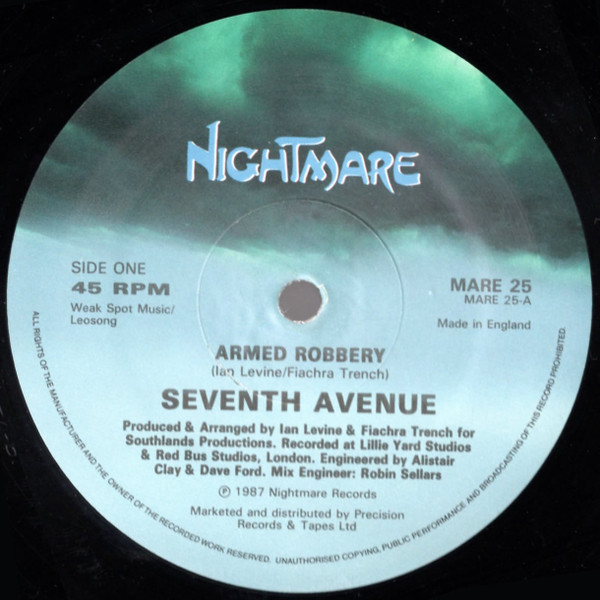 NIGHTMARE
SIDE ONE
45 RPM
Weak Spot Music/
Leosong
MARE 25
MARE 25-A
Made in England
ARMED ROBBERY
(Ian Levine/Fiachra Trench)
SEVENTH AVENUE
Produced & Arranged by Ian Levine & Fiachra Trench for
Southlands Productions. Recorded at Lillie Yard Studios
& Red Bus Studios, London. Engineered by Alistair
Clay & Dave Ford. Mix Engineer: Robin Sellars
℗ 1987 Nightmare Records
Marketed and distributed by Precision
Records & Tapes Ltd
ALL RIGHTS OF THE MANUFACTURER AND THE OWNER OF THE RECORDED WORK RESERVED. UNAUTHORISED COPYING, PUBLIC PERFORMANCE AND BROADCASTING OF THIS RECORD PROHIBITED.